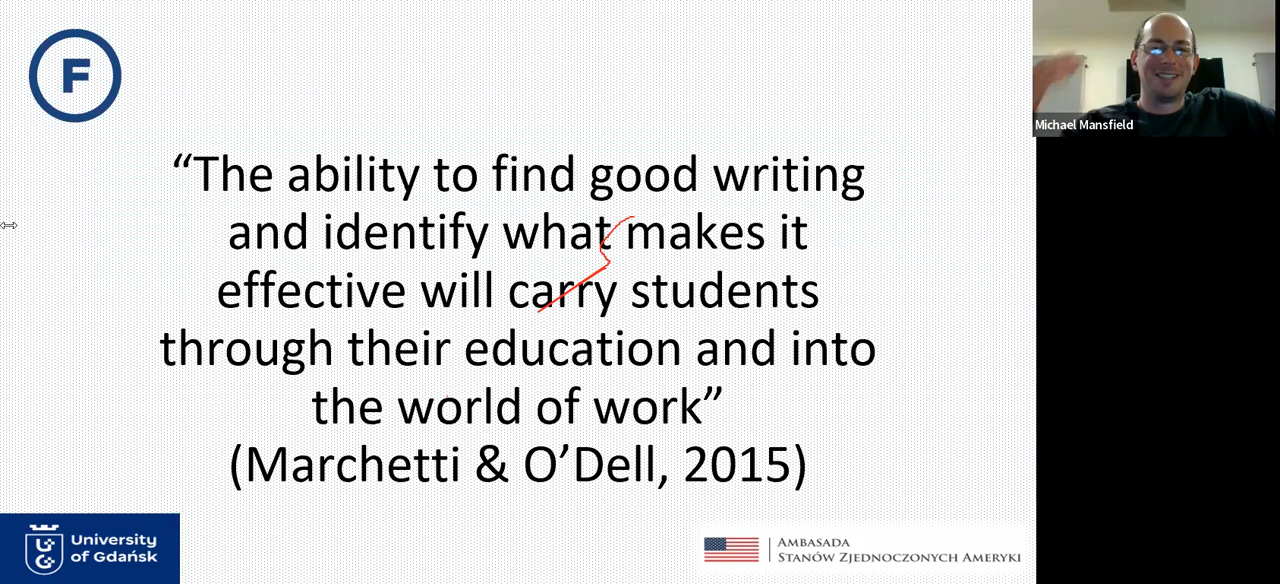 F
Michael Mansfield
“The ability to find good writing
and identify what makes it
effective will carry students
through their education and into
the world of work”
(Marchetti & O’Dell, 2015)
UG
University
of Gdańsk
AMBASADA
STANÓW ZJEDNOCZONYCH AMERYKI